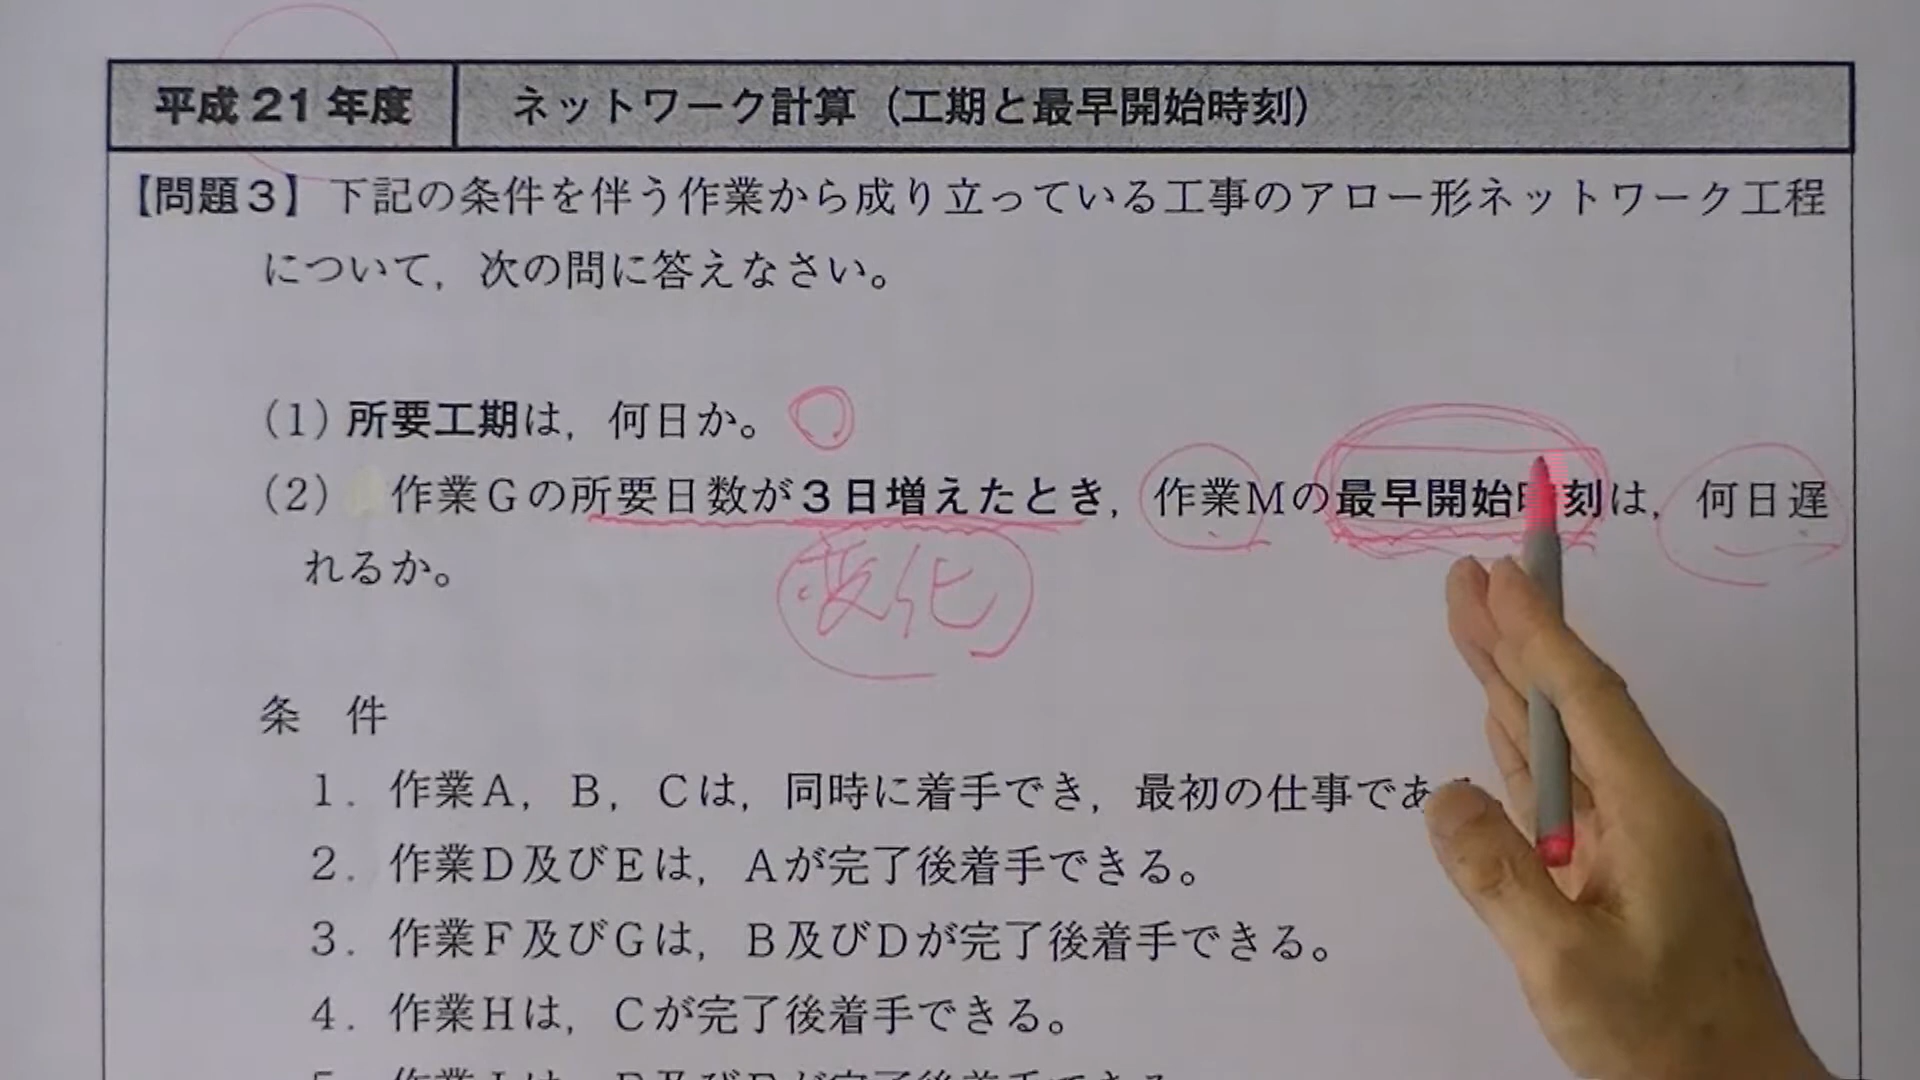 平成21年度 ネットワーク計算（工期と最早開始時刻）
【問題3】下記の条件を伴う作業から成り立っている工事のアロー形ネットワーク工程
について，次の問に答えなさい。
(1) 所要工期は，何日か。
(2) 作業Gの所要日数が3日増えたとき，作業Mの最早開始時刻は，何日遅
れるか。
変化
条 件
1．作業A，B，Cは，同時に着手でき，最初の仕事であ
2．作業D及びEは，Aが完了後着手できる。
3．作業F及びGは，B及びDが完了後着手できる。
4．作業Hは，Cが完了後着手できる。